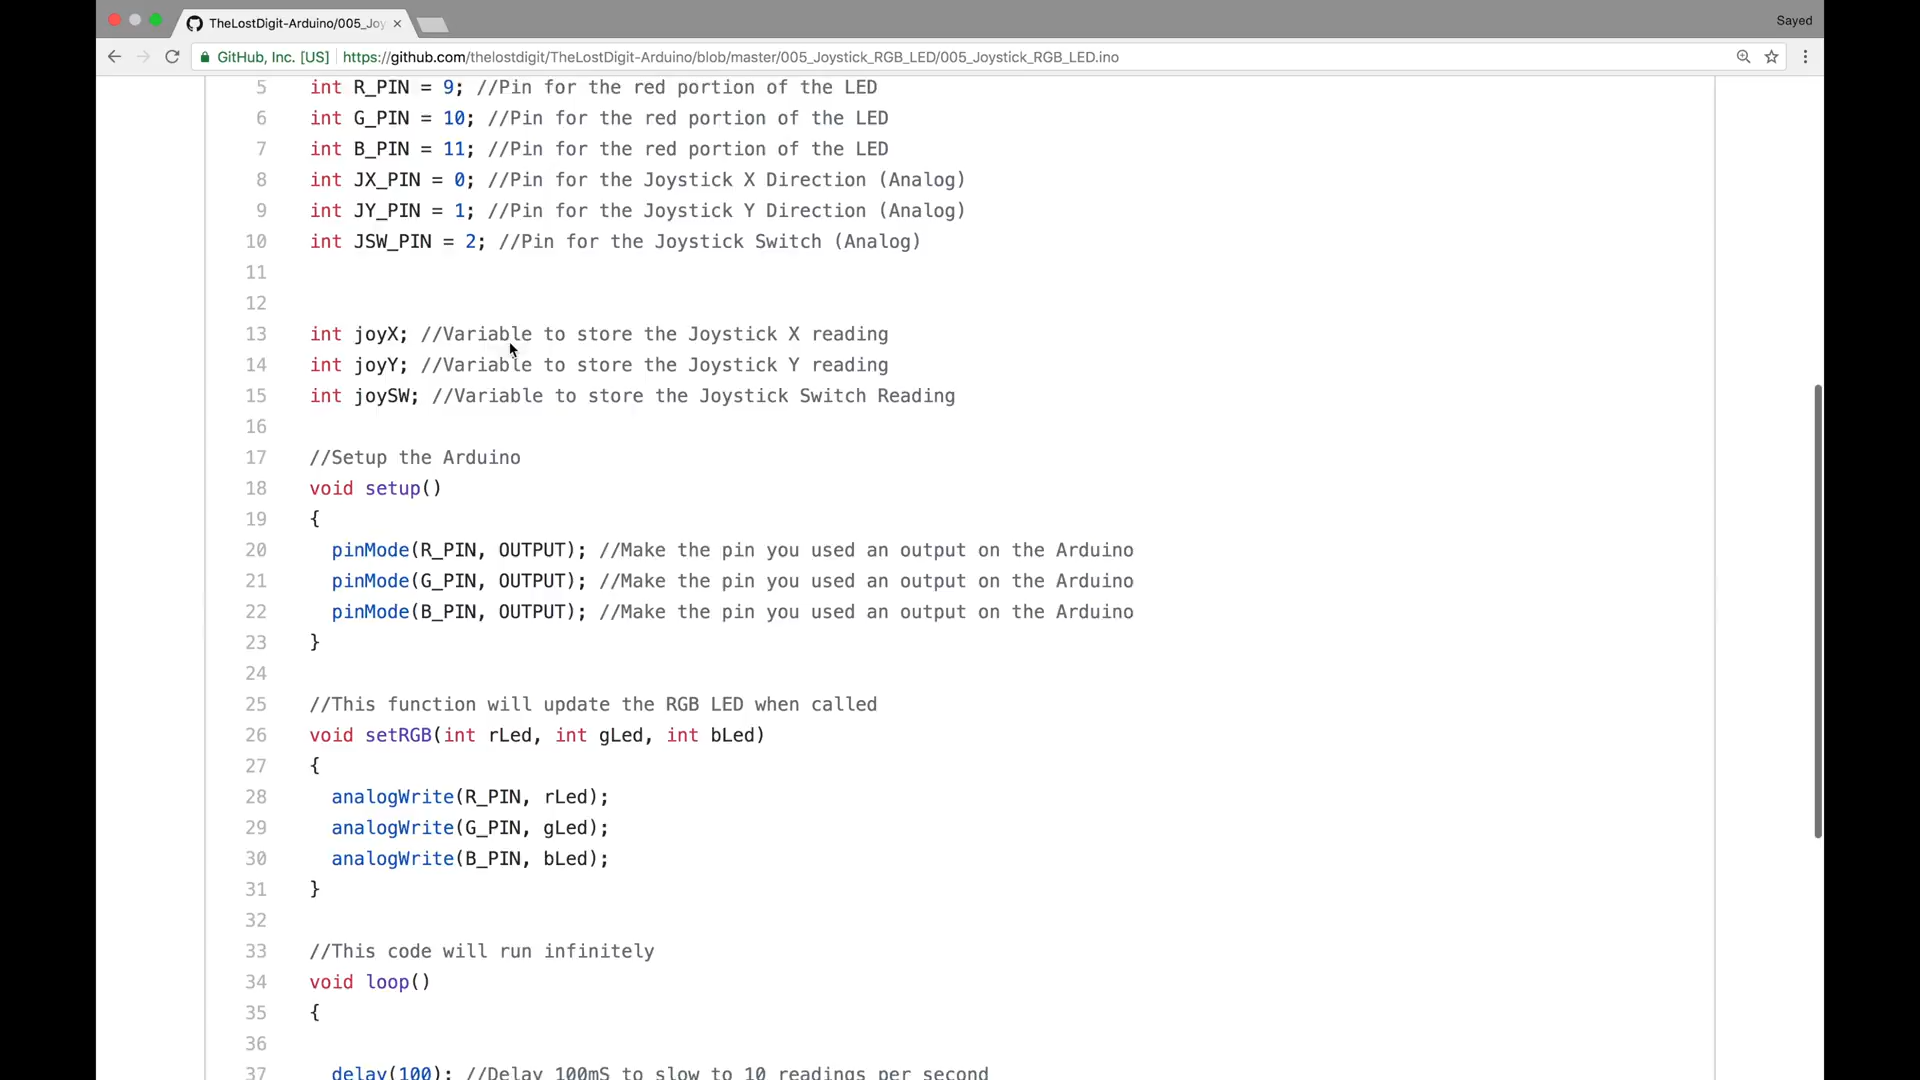 TheLostDigit-Arduino/005_Joy
Sayed
GitHub, Inc. [US] https://github.com/thelostdigit/TheLostDigit-Arduino/blob/master/005_Joystick_RGB_LED/005_Joystick_RGB_LED.ino
5 int R_PIN = 9; //Pin for the red portion of the LED
6 int G_PIN = 10; //Pin for the red portion of the LED
7 int B_PIN = 11; //Pin for the red portion of the LED
8 int JX_PIN = 0; //Pin for the Joystick X Direction (Analog)
9 int JY_PIN = 1; //Pin for the Joystick Y Direction (Analog)
10 int JSW_PIN = 2; //Pin for the Joystick Switch (Analog)
11
12
13 int joyX; //Variable to store the Joystick X reading
14 int joyY; //Variable to store the Joystick Y reading
15 int joySW; //Variable to store the Joystick Switch Reading
16
17 //Setup the Arduino
18 void setup()
19 {
20 pinMode(R_PIN, OUTPUT); //Make the pin you used an output on the Arduino
21 pinMode(G_PIN, OUTPUT); //Make the pin you used an output on the Arduino
22 pinMode(B_PIN, OUTPUT); //Make the pin you used an output on the Arduino
23 }
24
25 //This function will update the RGB LED when called
26 void setRGB(int rLed, int gLed, int bLed)
27 {
28 analogWrite(R_PIN, rLed);
29 analogWrite(G_PIN, gLed);
30 analogWrite(B_PIN, bLed);
31 }
32
33 //This code will run infinitely
34 void loop()
35 {
36
37 delay(100); //Delay 100mS to slow to 10 readings per second